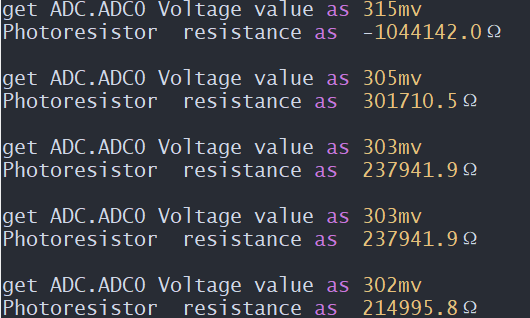 get ADC.ADC0 Voltage value as 315mv
Photoresistor  resistance as  -1044142.0Ω
get ADC.ADC0 Voltage value as 305mv
Photoresistor  resistance as  301710.5Ω
get ADC.ADC0 Voltage value as 303mv
Photoresistor  resistance as  237941.9Ω
get ADC.ADC0 Voltage value as 303mv
Photoresistor  resistance as  237941.9Ω
get ADC.ADC0 Voltage value as 302mv
Photoresistor  resistance as  214995.8Ω